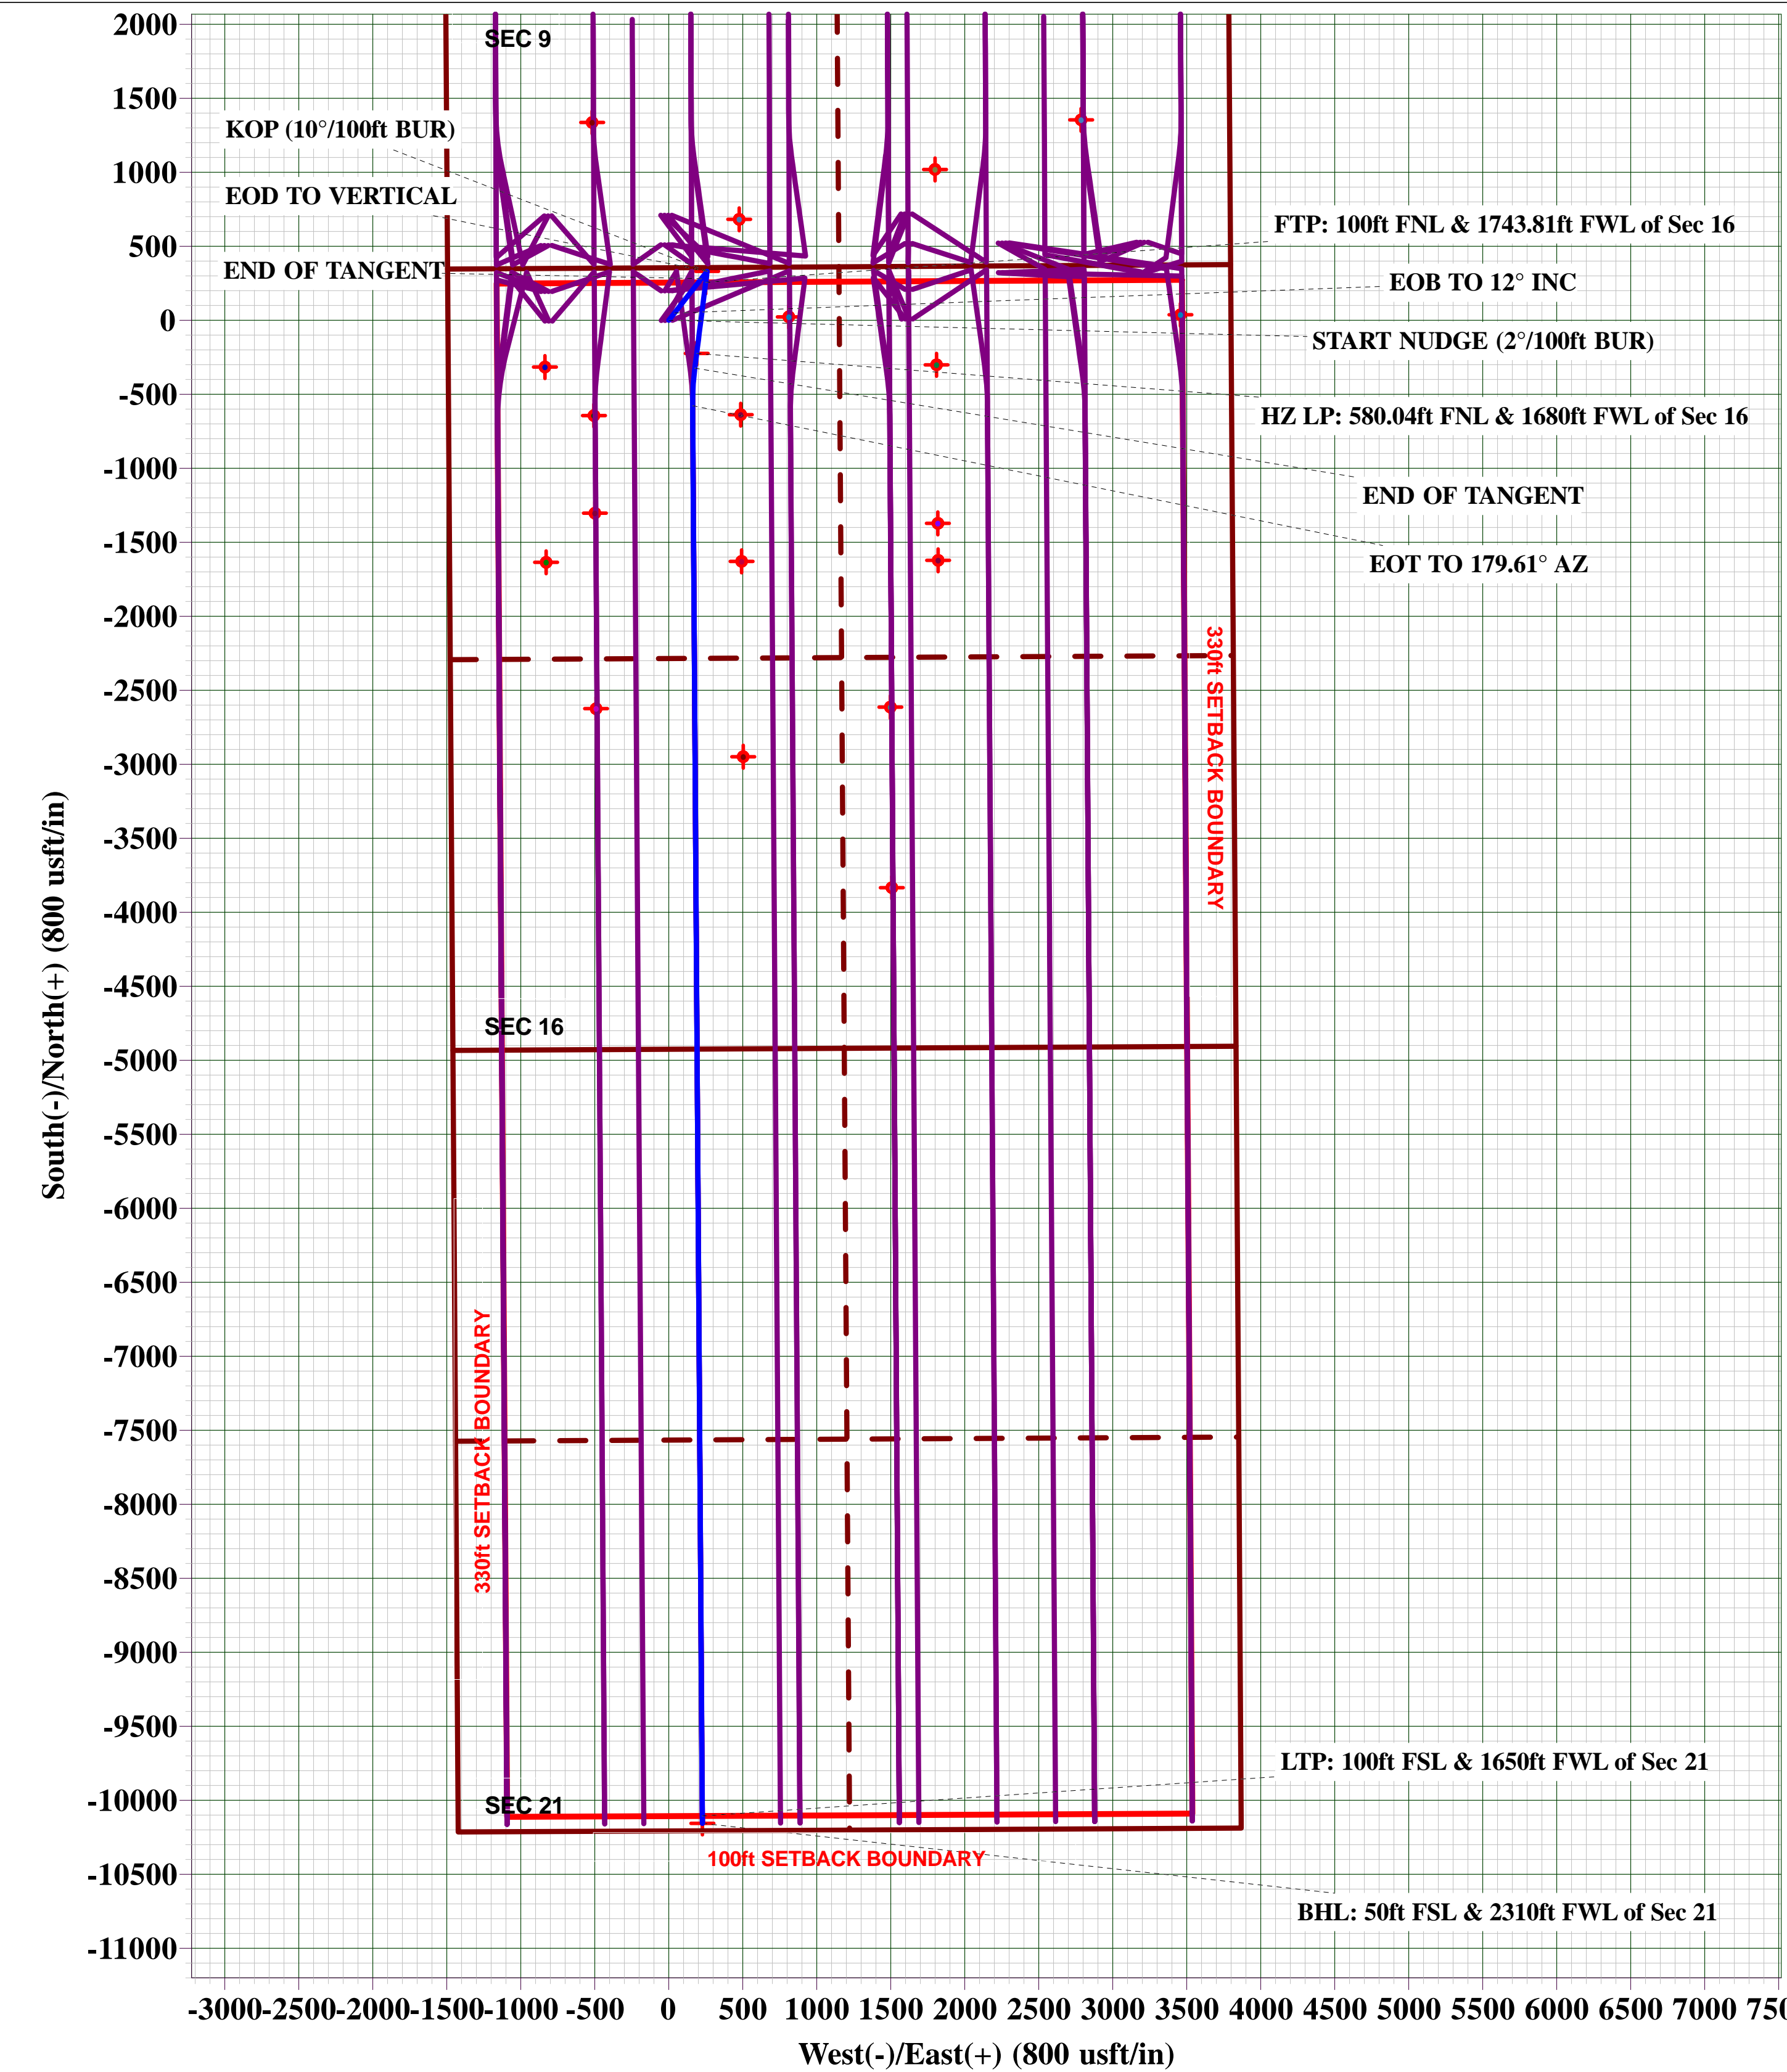 2000
SEC 9
1500
KOP (10°/100ft BUR)
1000
EOD TO VERTICAL
FTP: 100ft FNL & 1743.81ft FWL of Sec 16
500
END OF TANGENT
EOB TO 12° INC
0
START NUDGE (2°/100ft BUR)
-500
HZ LP: 580.04ft FNL & 1680ft FWL of Sec 16
-1000
END OF TANGENT
-1500
EOT TO 179.61° AZ
-2000
-2500
330ft SETBACK BOUNDARY
-3000
-3500
-4000
-4500
SEC 16
-5000
-5500
South(-)/North(+) (800 usft/in)
-6000
-6500
-7000
-7500
330ft SETBACK BOUNDARY
-8000
-8500
-9000
-9500
LTP: 100ft FSL & 1650ft FWL of Sec 21
-10000
SEC 21
100ft SETBACK BOUNDARY
-10500
BHL: 50ft FSL & 2310ft FWL of Sec 21
-11000
-3000 -2500 -2000 -1500 -1000 -500 0 500 1000 1500 2000 2500 3000 3500 4000 4500 5000 5500 6000 6500 7000 750
West(-)/East(+) (800 usft/in)